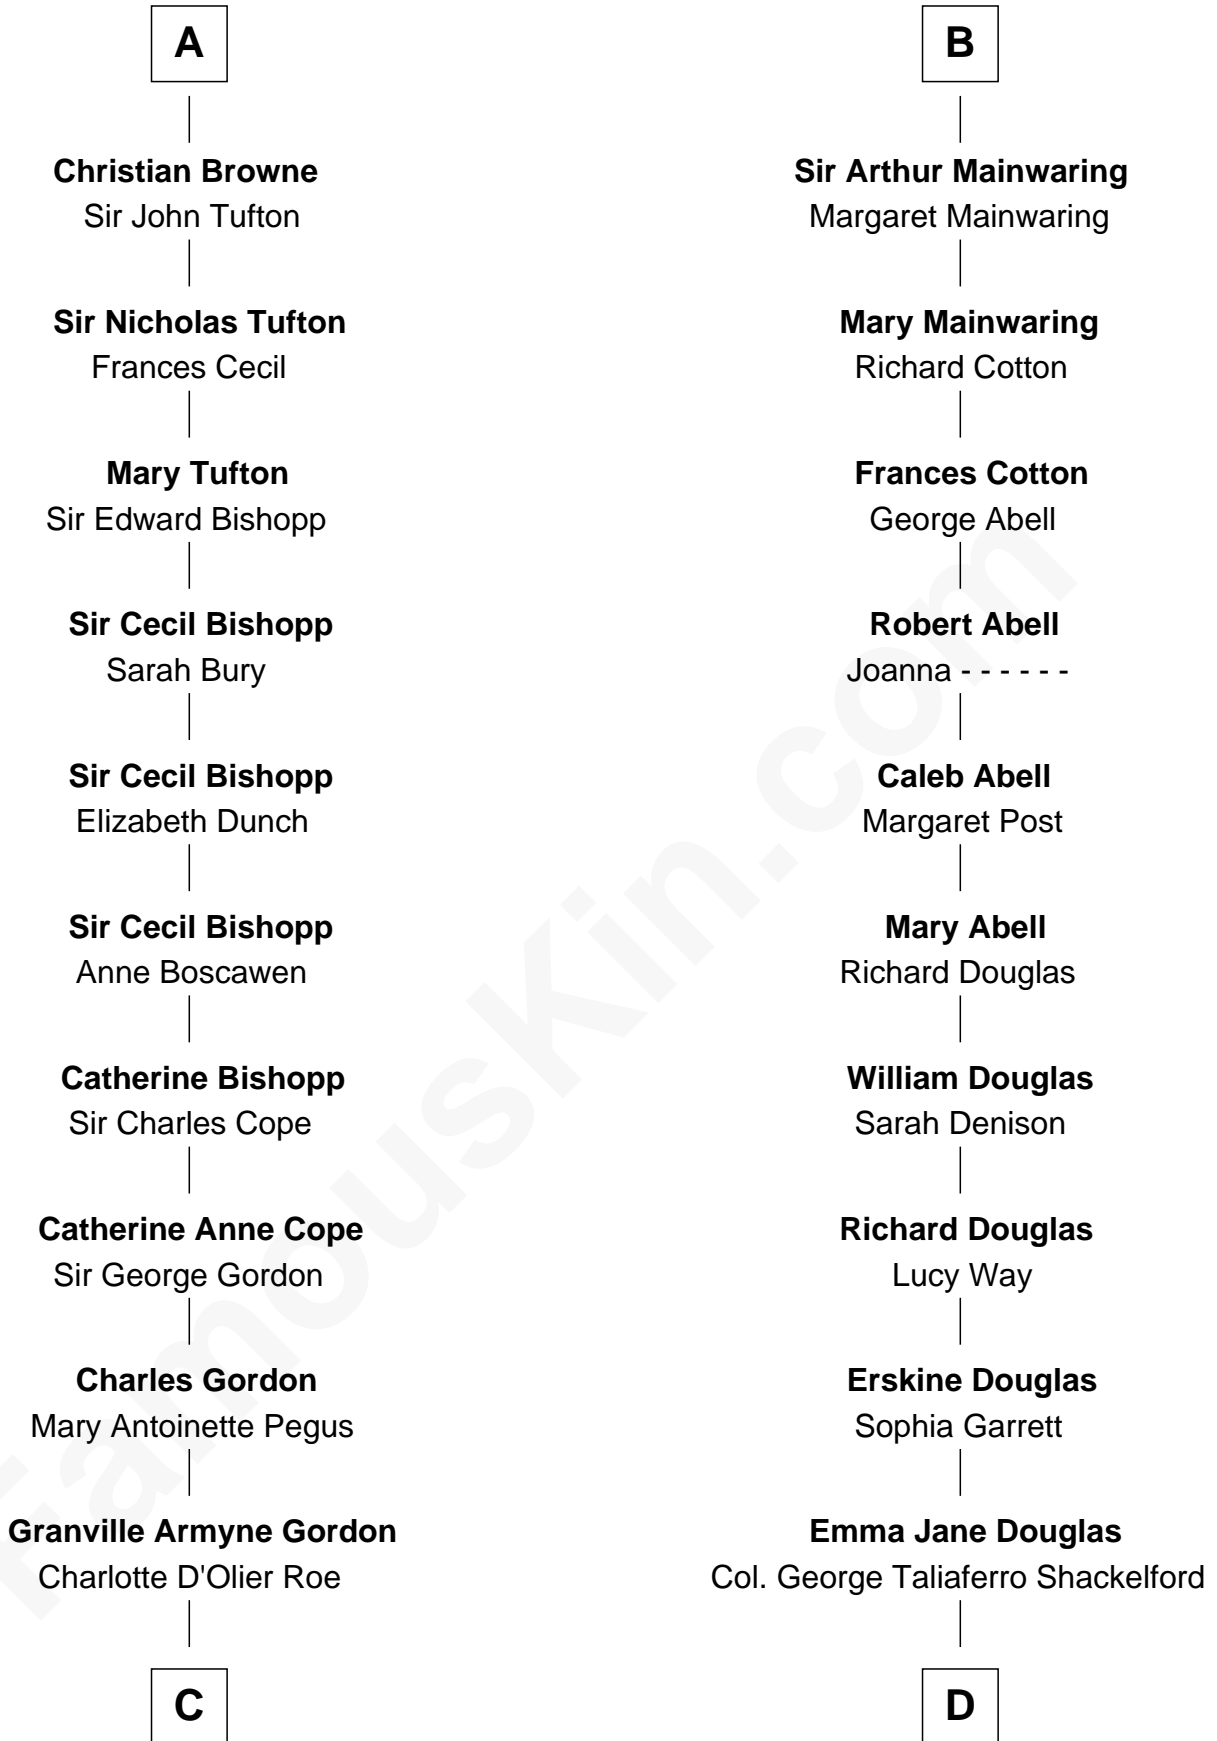 A
Christian Browne
Sir John Tufton
Sir Nicholas Tufton
Frances Cecil
Mary Tufton
Sir Edward Bishopp
Sir Cecil Bishopp
Sarah Bury
Sir Cecil Bishopp
Elizabeth Dunch
Sir Cecil Bishopp
Anne Boscawen
Catherine Bishopp
Sir Charles Cope
Catherine Anne Cope
Sir George Gordon
Charles Gordon
Mary Antoinette Pegus
Granville Armyne Gordon
Charlotte D'Olier Roe
C
B
Sir Arthur Mainwaring
Margaret Mainwaring
Mary Mainwaring
Richard Cotton
Frances Cotton
George Abell
Robert Abell
Joanna - - - - - -
Caleb Abell
Margaret Post
Mary Abell
Richard Douglas
William Douglas
Sarah Denison
Richard Douglas
Lucy Way
Erskine Douglas
Sophia Garrett
Emma Jane Douglas
Col. George Taliaferro Shackelford
D
FamousKin.com